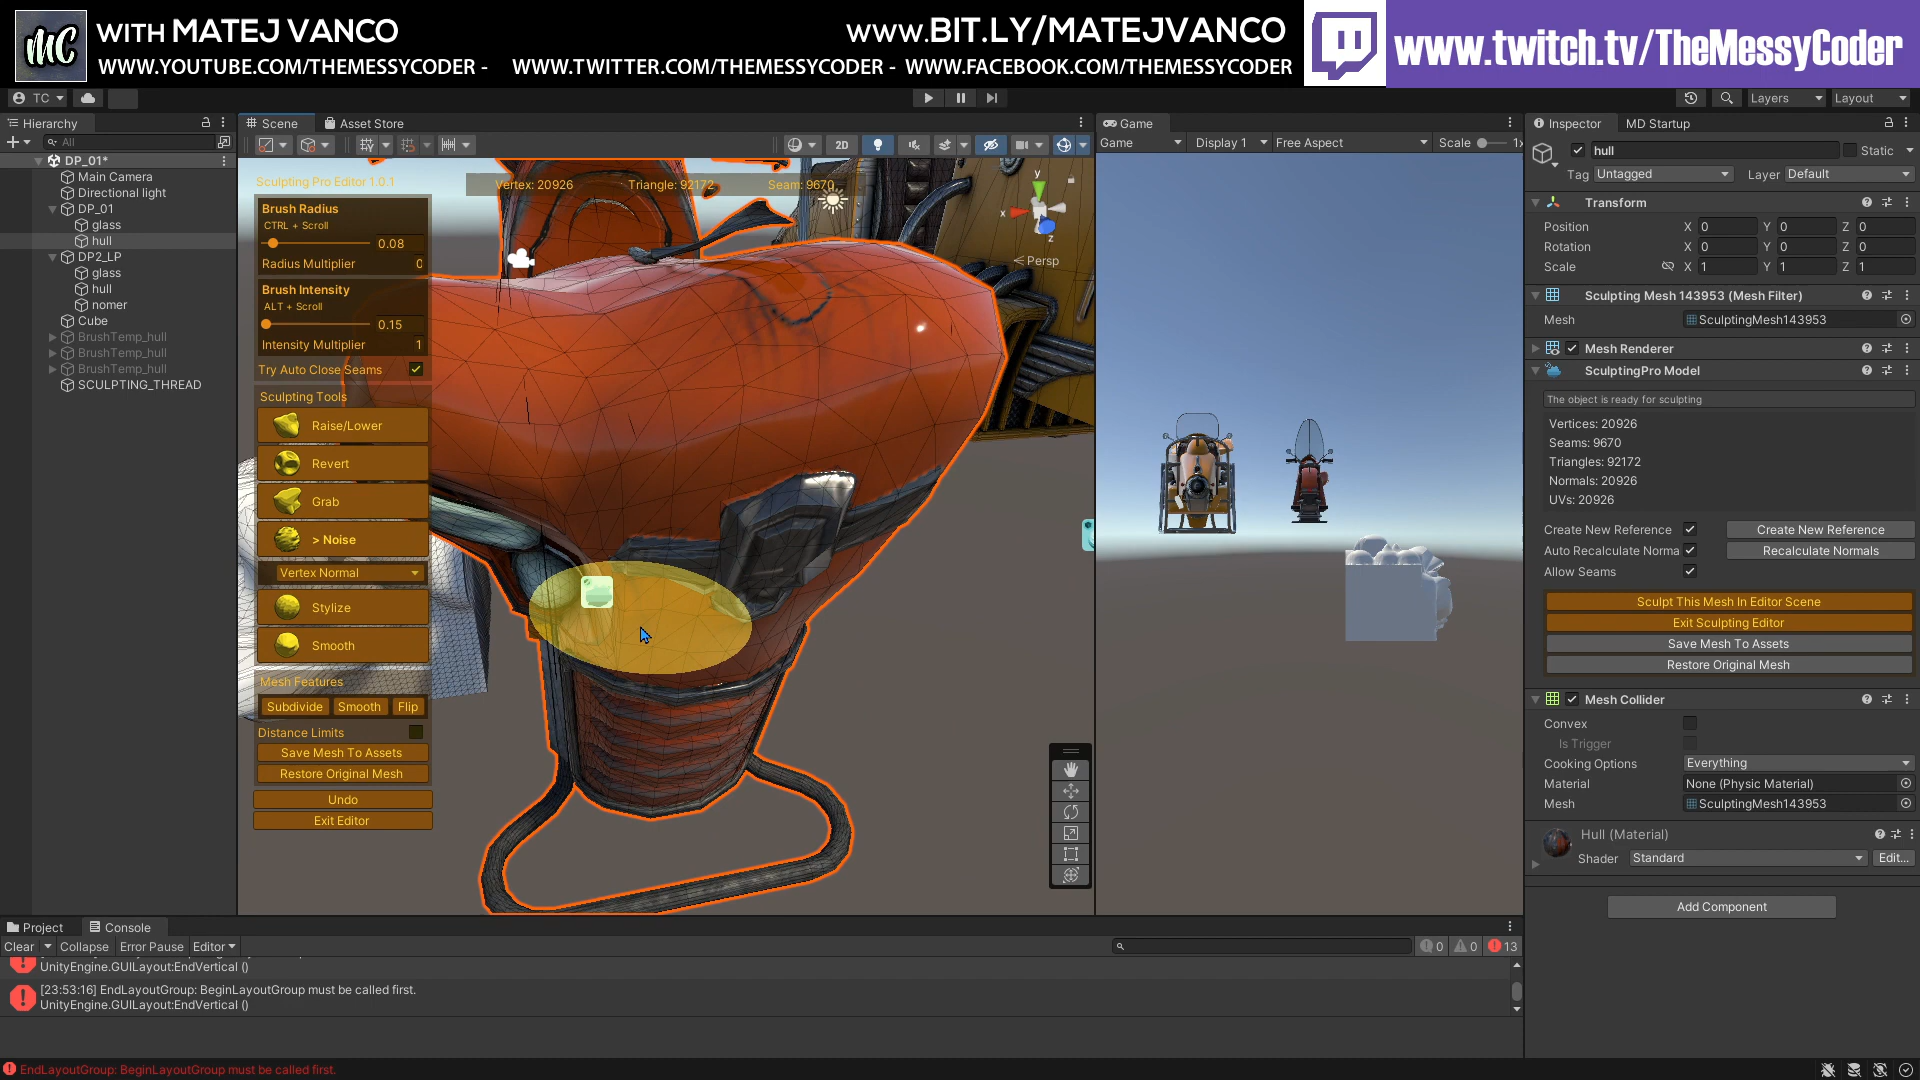 MC
WITH MATEJ VANCO
WWW.BIT.LY/MATEJVANCO
WWW.YOUTUBE.COM/THEMESSYCODER - WWW.TWITTER.COM/THEMESSYCODER - WWW.FACEBOOK.COM/THEMESSYCODER
www.twitch.tv/TheMessyCoder
TC
Layers
Layout
Hierarchy
All
DP_01*
Main Camera
Directional light
DP_01
glass
hull
DP2_LP
glass
hull
nomer
Cube
BrushTemp_hull
BrushTemp_hull
BrushTemp_hull
SCULPTING_THREAD
Scene
Asset Store
2D
Sculpting Pro Editor 1.0.1
Vertex: 20926
Triangle: 92172
Seam: 9670
Brush Radius
CTRL + Scroll
0.08
Radius Multiplier 0
Brush Intensity
ALT + Scroll
0.15
Intensity Multiplier 1
Try Auto Close Seams
Sculpting Tools
Raise/Lower
Revert
Grab
> Noise
Vertex Normal
Stylize
Smooth
Mesh Features
Subdivide Smooth Flip
Distance Limits
Save Mesh To Assets
Restore Original Mesh
Undo
Exit Editor
y
x
z
Persp
Game
Game Display 1 Free Aspect Scale 1x
Inspector
MD Startup
hull
Static
Tag Untagged Layer Default
Transform
Position X 0 Y 0 Z 0
Rotation X 0 Y 0 Z 0
Scale X 1 Y 1 Z 1
Sculpting Mesh 143953 (Mesh Filter)
Mesh SculptingMesh143953
Mesh Renderer
SculptingPro Model
The object is ready for sculpting
Vertices: 20926
Seams: 9670
Triangles: 92172
Normals: 20926
UVs: 20926
Create New Reference Create New Reference
Auto Recalculate Norma Recalculate Normals
Allow Seams
Sculpt This Mesh In Editor Scene
Exit Sculpting Editor
Save Mesh To Assets
Restore Original Mesh
Mesh Collider
Convex
Is Trigger
Cooking Options Everything
Material None (Physic Material)
Mesh SculptingMesh143953
Hull (Material)
Shader Standard Edit...
Add Component
Project
Console
Clear Collapse Error Pause Editor
0 0 13
UnityEngine.GUILayout:EndVertical ()
[23:53:16] EndLayoutGroup: BeginLayoutGroup must be called first.
UnityEngine.GUILayout:EndVertical ()
EndLayoutGroup: BeginLayoutGroup must be called first.